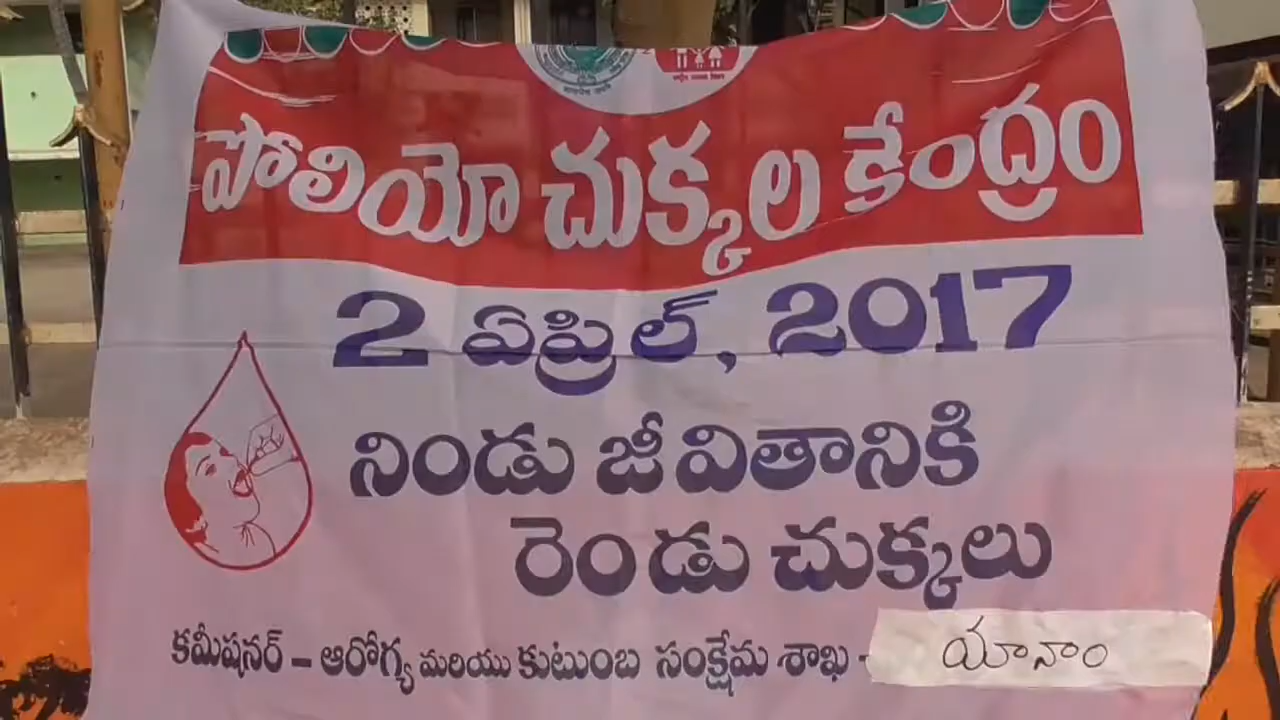 పోలియో చుక్కల కేంద్రం
2 ఏప్రిల్, 2017
నిండు జీవితానికి
రెండు చుక్కలు
కమీషనర్ – ఆరోగ్య మరియు కుటుంబ సంక్షేమ శాఖ - యానాం